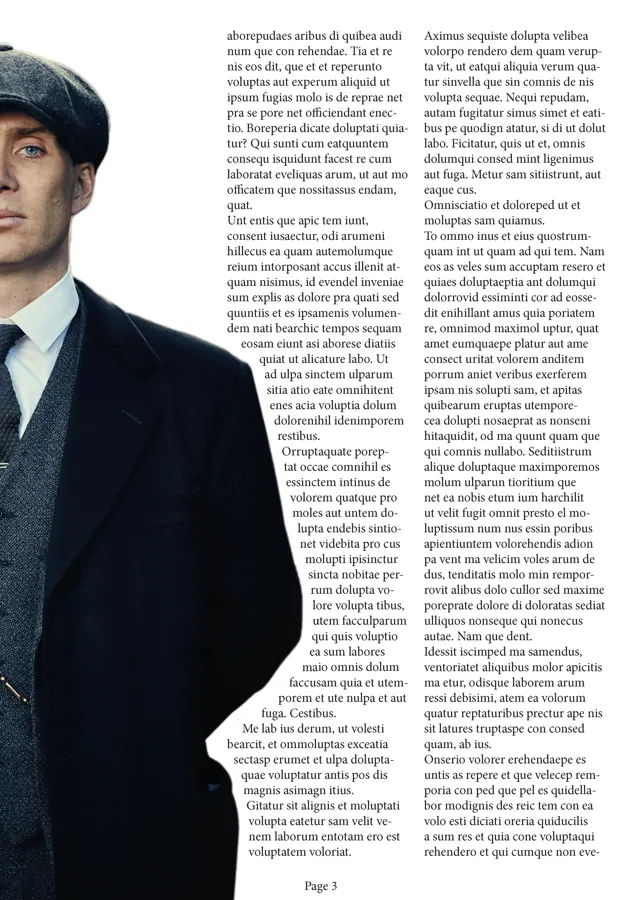 aborepudaes aribus di quibea audi
num que con rehendae. Tia et re
nis eos dit, que et et reperunto
voluptas aut experum aliquid ut
ipsum fugias molo is de reprae net
pra se pore net officiendant enec-
tio. Boreperia dicate doluptati quia-
tur? Qui sunti cum eatquuntem
consequ isquidunt facest re cum
laboratat eveliquas arum, ut aut mo
officatem que nossitassus endam,
quat.
Unt entis que apic tem iunt,
consent iusaectur, odi arumeni
hillecus ea quam autemolumque
reium intorposant accus illenit at-
quam nisimus, id evendel inveniae
sum explis as dolore pra quati sed
quuntiis et es ipsamenis volumen-
dem nati bearchic tempos sequam
eosam eiunt asi aborese diatiis
quiat ut alicature labo. Ut
ad ulpa sinctem ulparum
sitia atio eate omnihitent
enes acia voluptia dolum
dolorenihil idenimporem
restibus.
Orruptaquate porep-
tat occae comnihil es
essinctem intinus de
volorem quatque pro
moles aut untem do-
lupta endebis sintio-
net videbita pro cus
molupti ipisinctur
sincta nobitae per-
rum dolupta vo-
lore volupta tibus,
utem facculparum
qui quis voluptio
ea sum labores
maio omnis dolum
faccusam quia et utem-
porem et ute nulpa et aut
fuga. Cestibus.
Me lab ius derum, ut volesti
bearcit, et ommoluptas exceatia
sectasp erumet et ulpa dolupta-
quae voluptatur antis pos dis
magnis asimagn itius.
Gitatur sit alignis et moluptati
volupta eatetur sam velit ve-
nem laborum entotam ero est
voluptatem voloriat.
Aximus sequiste dolupta velibea
volorpo rendero dem quam verup-
ta vit, ut eatqui aliquia verum qua-
tur sinvella que sin comnis de nis
volupta sequae. Nequi repudam,
autam fugitatur simus simet et eati-
bus pe quodign atatur, si di ut dolut
labo. Ficitatur, quis ut et, omnis
dolumqui consed mint ligenimus
aut fuga. Metur sam sitiistrunt, aut
eaque cus.
Omnisciatio et doloreped ut et
moluptas sam quiamus.
To ommo inus et eius quostrum-
quam int ut quam ad qui tem. Nam
eos as veles sum accuptam resero et
quiaes doluptaeptia ant dolumqui
dolorrovid essiminti cor ad eosse-
dit enihillant amus quia poriatem
re, omnimod maximol uptur, quat
amet eumquaepe platur aut ame
consect uritat volorem anditem
porrum aniet veribus exerferem
ipsam nis solupti sam, et apitas
quibearum eruptas utempore-
cea dolupti nosaeprat as nonseni
hitaquidit, od ma quunt quam que
qui comnis nullabo. Seditiistrum
alique doluptaque maximporemos
molum ulparun tioritium que
net ea nobis etum ium harchilit
ut velit fugit omnit presto el mo-
luptissum num nus essin poribus
apientiuntem volorehendis adion
pa vent ma velicim voles arum de
dus, tenditatis molo min rempor-
rovit alibus dolo cullor sed maxime
poreprate dolore di doloratas sediat
ulliquos nonseque qui nonecus
autae. Nam que dent.
Idessit iscimped ma samendus,
ventoriatet aliquibus molor apicitis
ma etur, odisque laborem arum
ressi debisimi, atem ea volorum
quatur reptaturibus prectur ape nis
sit latures truptaspe con consed
quam, ab ius.
Onserio volorer erehendaepe es
untis as repere et que velecep rem-
poria con ped que pel es quidella-
bor modignis des reic tem con ea
volo esti diciati oreria quiducilis
a sum res et quia cone voluptaqui
rehendero et qui cumque non eve-
Page 3